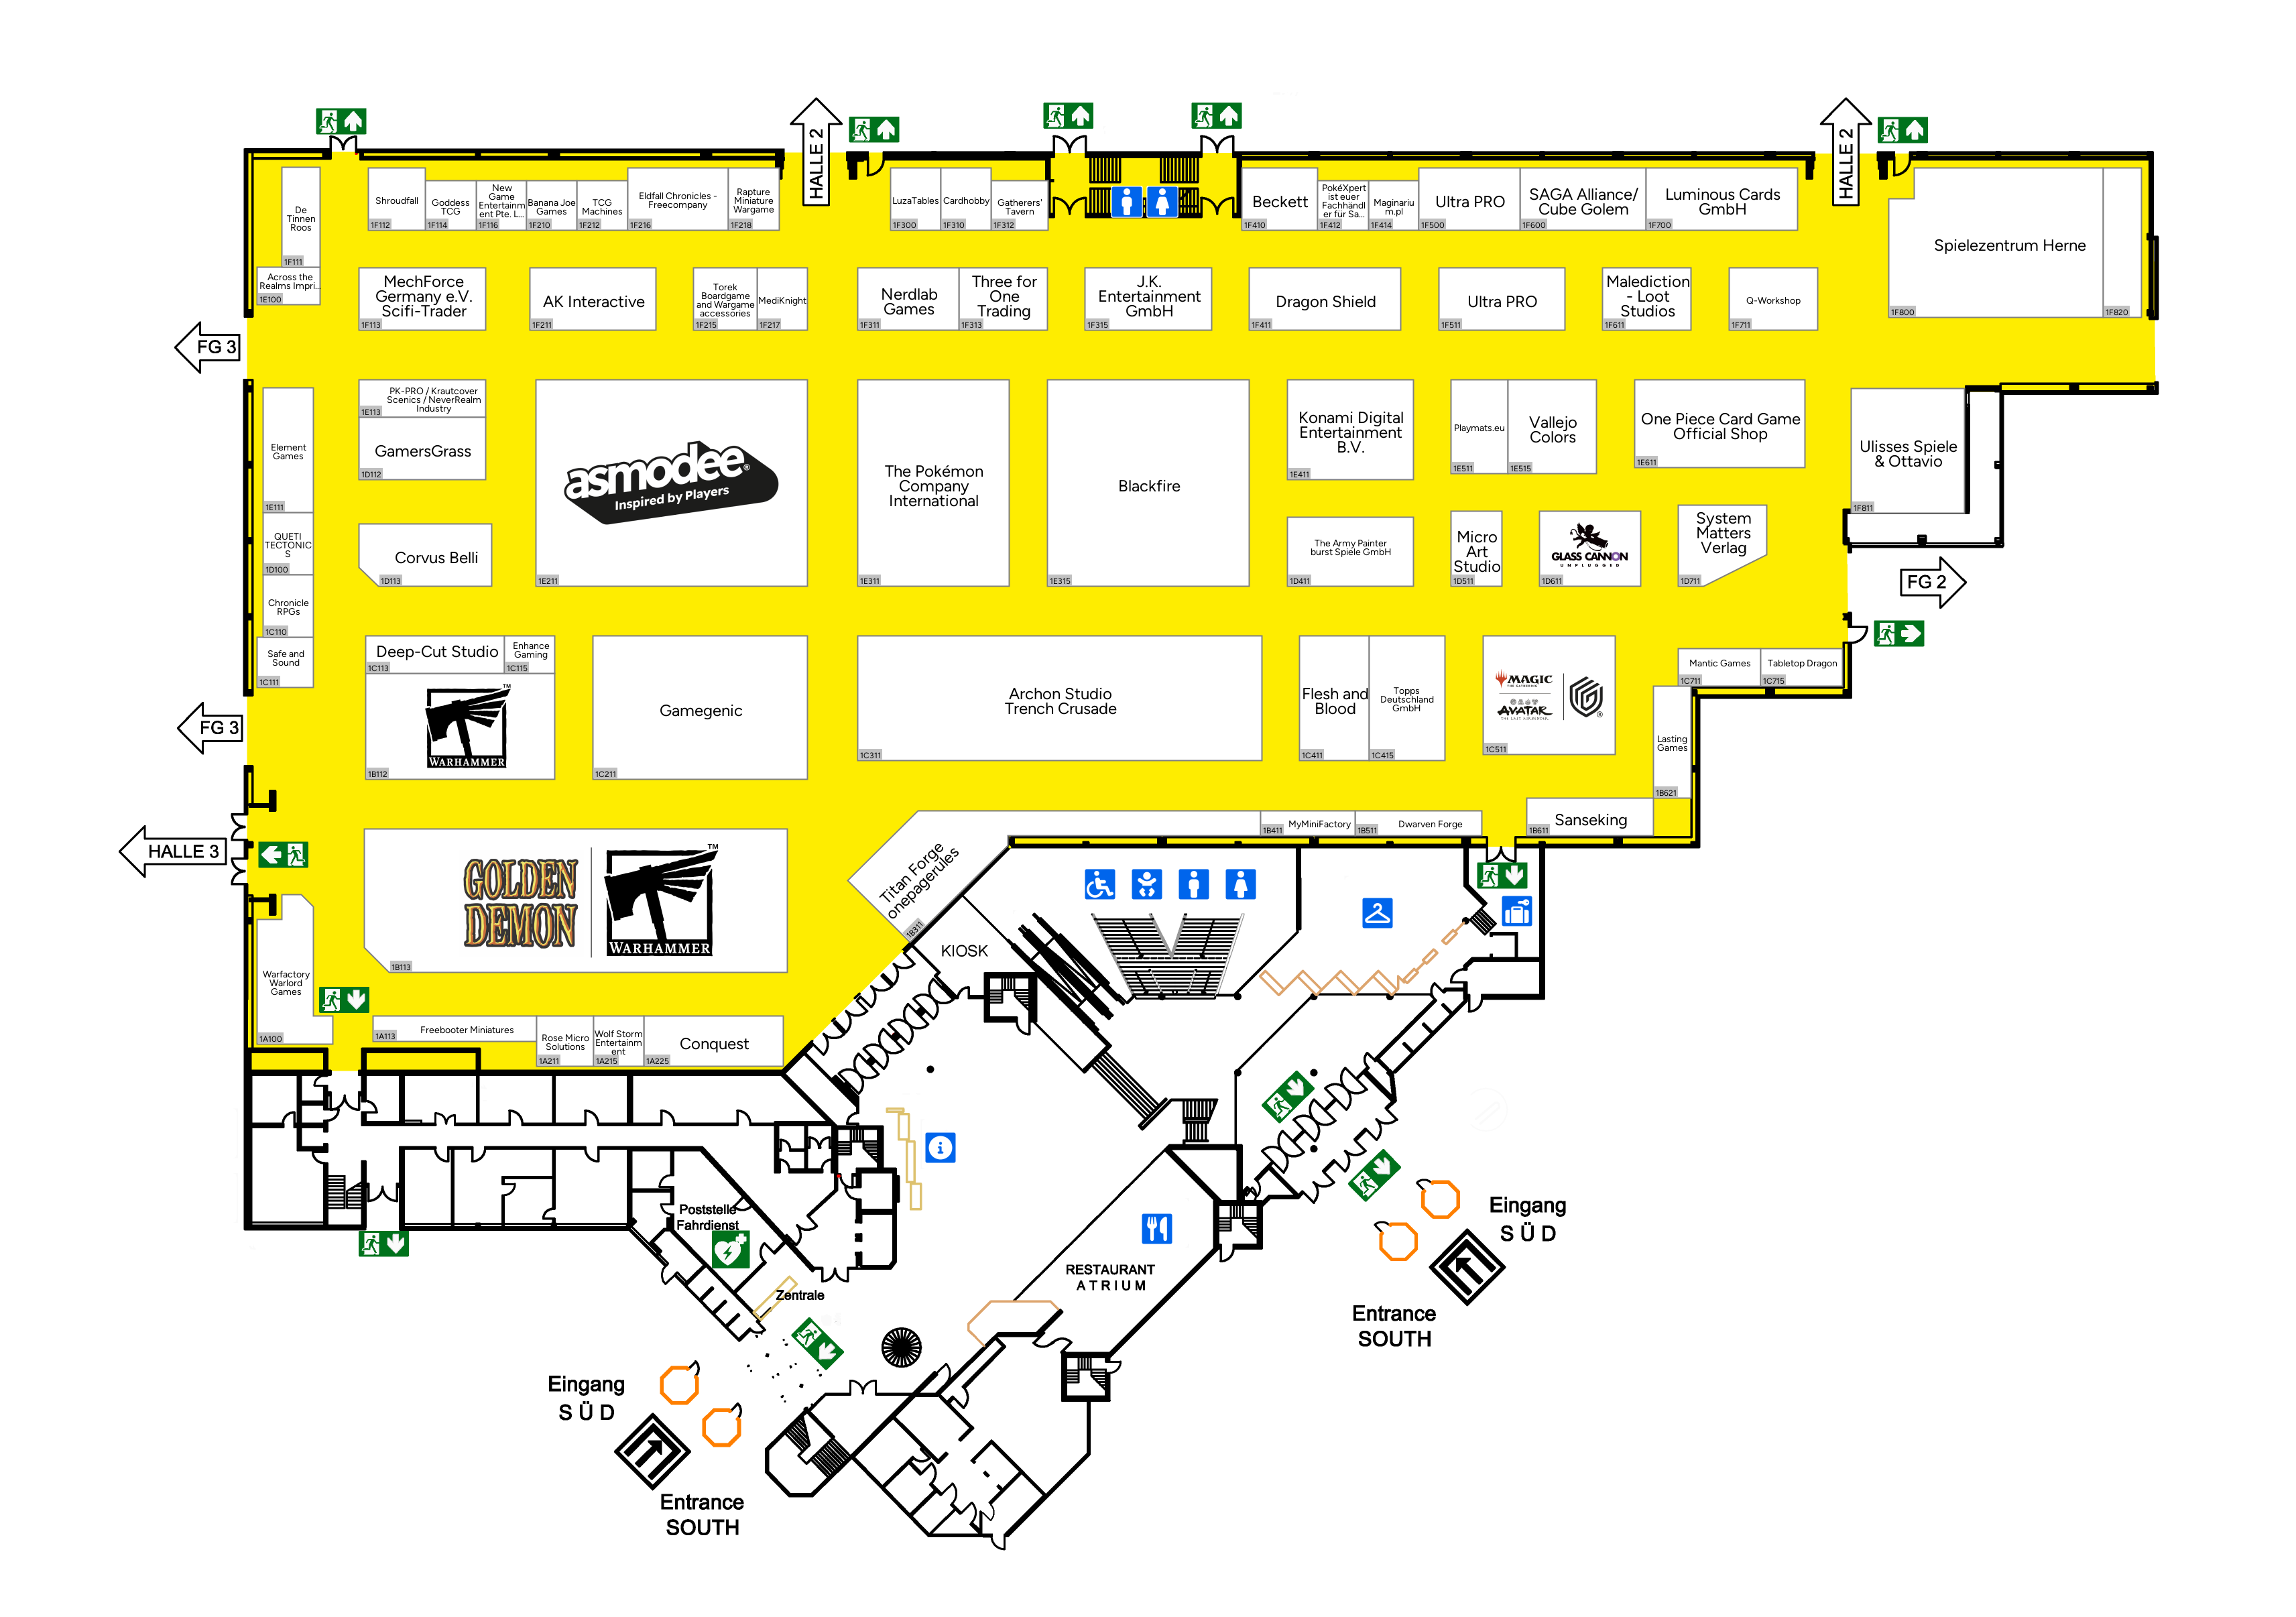 HALLE 2
HALLE 2
De
Tinnen
Roos
1F111
Across the
Realms Impri...
1E100
Shroudfall
1F112
Goddess
TCG
1F114
New
Game
Entertainm
ent Pte. L...
1F116
Banana Joe
Games
1F210
TCG
Machines
1F212
Eldfall Chronicles -
Freecompany
1F216
Rapture
Miniature
Wargame
1F218
LuzaTables
1F300
Cardhobby
1F310
Gatherers'
Tavern
1F312
Beckett
1F410
PokéXpert
ist euer
Fachhändl
er für Sa...
1F412
Maginariu
m.pl
1F414
Ultra PRO
1F500
SAGA Alliance/
Cube Golem
1F600
Luminous Cards
GmbH
1F700
Spielezentrum Herne
1F800
1F820
MechForce
Germany e.V.
Scifi-Trader
1F113
AK Interactive
1F211
Torek
Boardgame
and Wargame
accessories
1F215
MediKnight
1F217
Nerdlab
Games
1F311
Three for
One
Trading
1F313
J.K.
Entertainment
GmbH
1F315
Dragon Shield
1F411
Ultra PRO
1F511
Malediction
- Loot
Studios
1F611
Q-Workshop
1F711
FG 3
Element
Games
1E111
PK-PRO / Krautcover
Scenics / NeverRealm
Industry
1E113
GamersGrass
1D112
asmodee®
Inspired by Players
1E211
The Pokémon
Company
International
1E311
Blackfire
1E315
Konami Digital
Entertainment
B.V.
1E411
Playmats.eu
1E511
Vallejo
Colors
1E515
One Piece Card Game
Official Shop
1E611
Ulisses Spiele
& Ottavio
1F811
QUETI
TECTONIC
S
1D100
Corvus Belli
1D113
The Army Painter
burst Spiele GmbH
1D411
Micro
Art
Studio
1D511
GLASS CANNON
UNPLUGGED
1D611
System
Matters
Verlag
1D711
FG 2
Chronicle
RPGs
1C110
Safe and
Sound
1C111
Deep-Cut Studio
1C113
Enhance
Gaming
1C115
WARHAMMER
TM
1B112
Gamegenic
1C211
Archon Studio
Trench Crusade
1C311
Flesh and
Blood
1C411
Topps
Deutschland
GmbH
1C415
MAGIC
THE GATHERING
AVATAR
THE LAST AIRBENDER
®
1C511
Mantic Games
1C711
Tabletop Dragon
1C715
Lasting
Games
1B621
FG 3
HALLE 3
GOLDEN
DEMON
WARHAMMER
TM
1B113
Titan Forge
onepagerules
1B311
1B411
MyMiniFactory
1B511
Dwarven Forge
1B611
Sanseking
Warfactory
Warlord
Games
1A100
1A113
Freebooter Miniatures
Rose Micro
Solutions
1A211
Wolf Storm
Entertainm
ent
1A215
Conquest
1A225
KIOSK
Poststelle
Fahrdienst
Zentrale
RESTAURANT
ATRIUM
Eingang
SÜD
Entrance
SOUTH
Eingang
SÜD
Entrance
SOUTH